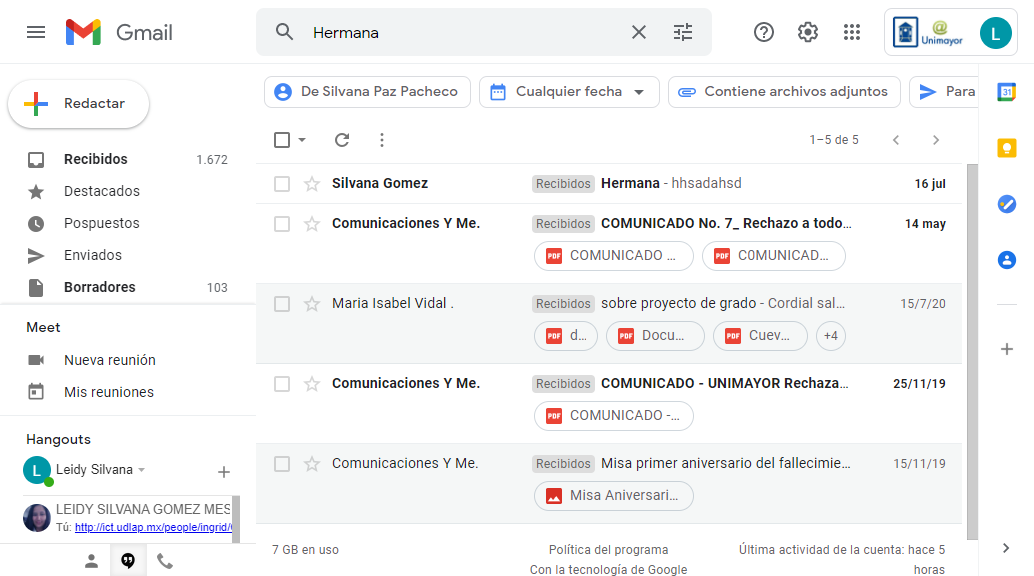 Gmail
Hermana
@
Unimayor
L
Redactar
De Silvana Paz Pacheco
Cualquier fecha
Contiene archivos adjuntos
Para
31
1–5 de 5
Recibidos 1.672
Destacados
Pospuestos
Enviados
Borradores 103
Meet
Nueva reunión
Mis reuniones
Hangouts
L Leidy Silvana
LEIDY SILVANA GOMEZ MES
Tú: http://ict.udlap.mx/people/ingrid/
Silvana Gomez Recibidos Hermana - hhsadahsd 16 jul
Comunicaciones Y Me. Recibidos COMUNICADO No. 7_ Rechazo a todo… 14 may
PDF COMUNICADO … PDF C0MUNICAD…
Maria Isabel Vidal . Recibidos sobre proyecto de grado - Cordial sal… 15/7/20
PDF d… PDF Docu… PDF Cuev… +4
Comunicaciones Y Me. Recibidos COMUNICADO - UNIMAYOR Rechaza… 25/11/19
PDF COMUNICADO -…
Comunicaciones Y Me. Recibidos Misa primer aniversario del fallecimie… 15/11/19
Misa Aniversari…
7 GB en uso
Política del programa
Con la tecnología de Google
Última actividad de la cuenta: hace 5
horas